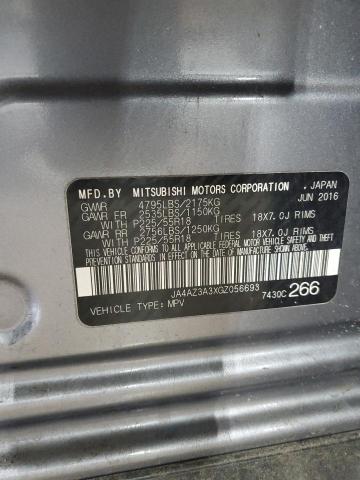 MFD.BY MITSUBISHI MOTORS CORPORATION , JAPAN
GVWR 4795LBS/2175KG JUN 2016
GAWR FR 2535LBS/1150KG
WITH P225/55R18 TIRES 18X7.0J RIMS
GAWR RR 2756LBS/1250KG
WITH P225/55R18 TIRES 18X7.0J RIMS
THIS VEHICLE CONFORMS TO ALL APPLICABLE
FEDERAL MOTOR VEHICLE SAFETY AND THEFT
PREVENTION STANDARDS IN EFFECT ON THE
DATE OF MANUFACTURE SHOWN ABOVE.
JA4AZ3A3XGZ056693
VEHICLE TYPE: MPV 7430C 266